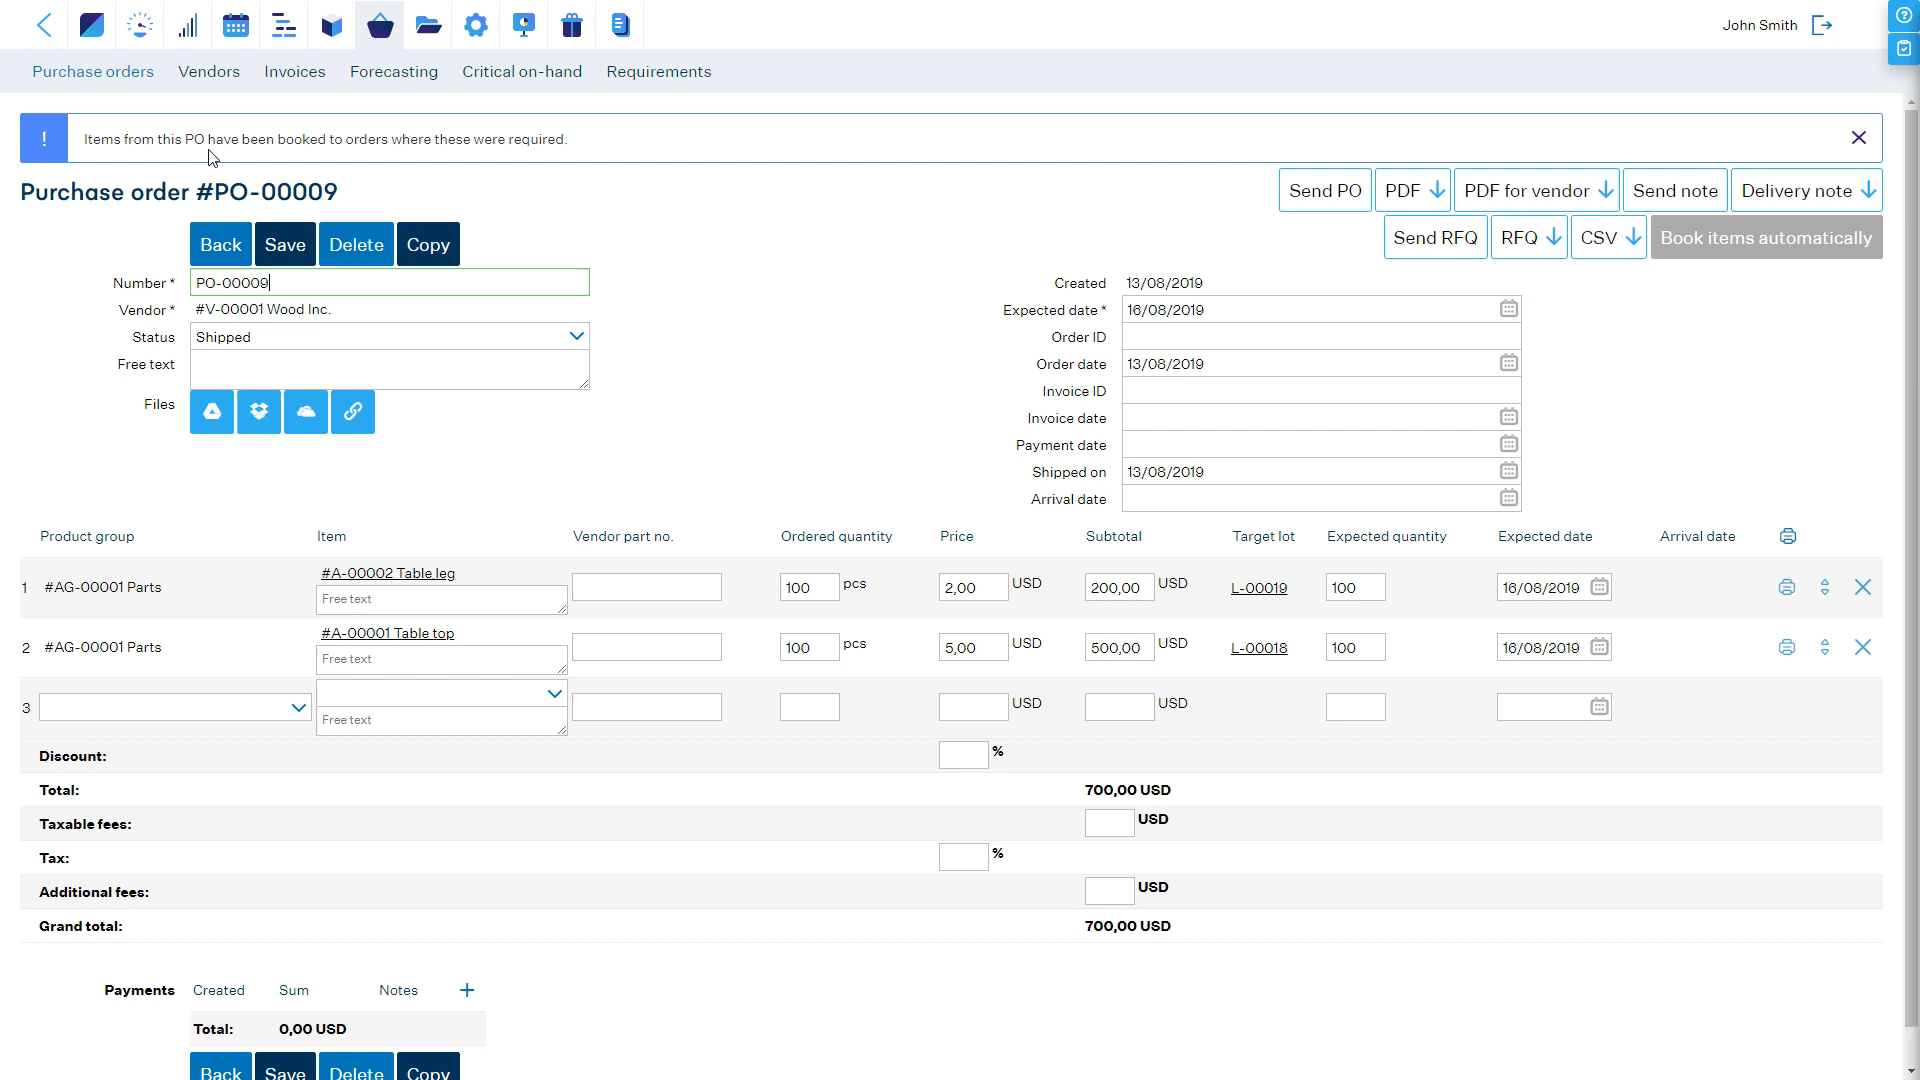 John Smith
Purchase orders Vendors Invoices Forecasting Critical on-hand Requirements
! Items from this PO have been booked to orders where these were required.
Purchase order #PO-00009
Send PO PDF PDF for vendor Send note Delivery note
Send RFQ RFQ CSV Book items automatically
Back Save Delete Copy
Number * PO-00009
Vendor * #V-00001 Wood Inc.
Status Shipped
Free text
Files
Created 13/08/2019
Expected date * 16/08/2019
Order ID
Order date 13/08/2019
Invoice ID
Invoice date
Payment date
Shipped on 13/08/2019
Arrival date
Product group Item Vendor part no. Ordered quantity Price Subtotal Target lot Expected quantity Expected date Arrival date
1 #AG-00001 Parts #A-00002 Table leg 100 pcs 2,00 USD 200,00 USD L-00019 100 16/08/2019
Free text
2 #AG-00001 Parts #A-00001 Table top 100 pcs 5,00 USD 500,00 USD L-00018 100 16/08/2019
Free text
3 USD USD
Free text
Discount: %
Total: 700,00 USD
Taxable fees: USD
Tax: %
Additional fees: USD
Grand total: 700,00 USD
Payments Created Sum Notes
Total: 0,00 USD
Back Save Delete Copy